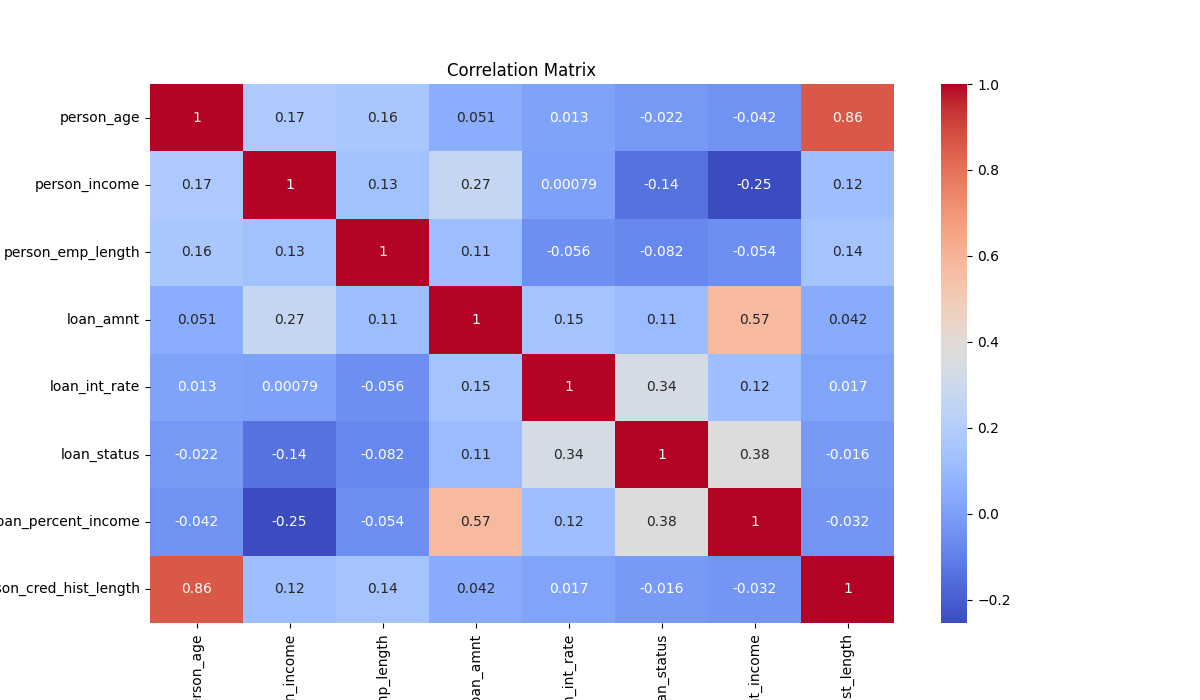 Correlation Matrix
person_age 1 0.17 0.16 0.051 0.013 -0.022 -0.042 0.86
person_income 0.17 1 0.13 0.27 0.00079 -0.14 -0.25 0.12
person_emp_length 0.16 0.13 1 0.11 -0.056 -0.082 -0.054 0.14
loan_amnt 0.051 0.27 0.11 1 0.15 0.11 0.57 0.042
loan_int_rate 0.013 0.00079 -0.056 0.15 1 0.34 0.12 0.017
loan_status -0.022 -0.14 -0.082 0.11 0.34 1 0.38 -0.016
oan_percent_income -0.042 -0.25 -0.054 0.57 0.12 0.38 1 -0.032
son_cred_hist_length 0.86 0.12 0.14 0.042 0.017 -0.016 -0.032 1
rson_age
n_income
mp_length
oan_amnt
n_int_rate
an_status
t_income
st_length
1.0
0.8
0.6
0.4
0.2
0.0
−0.2